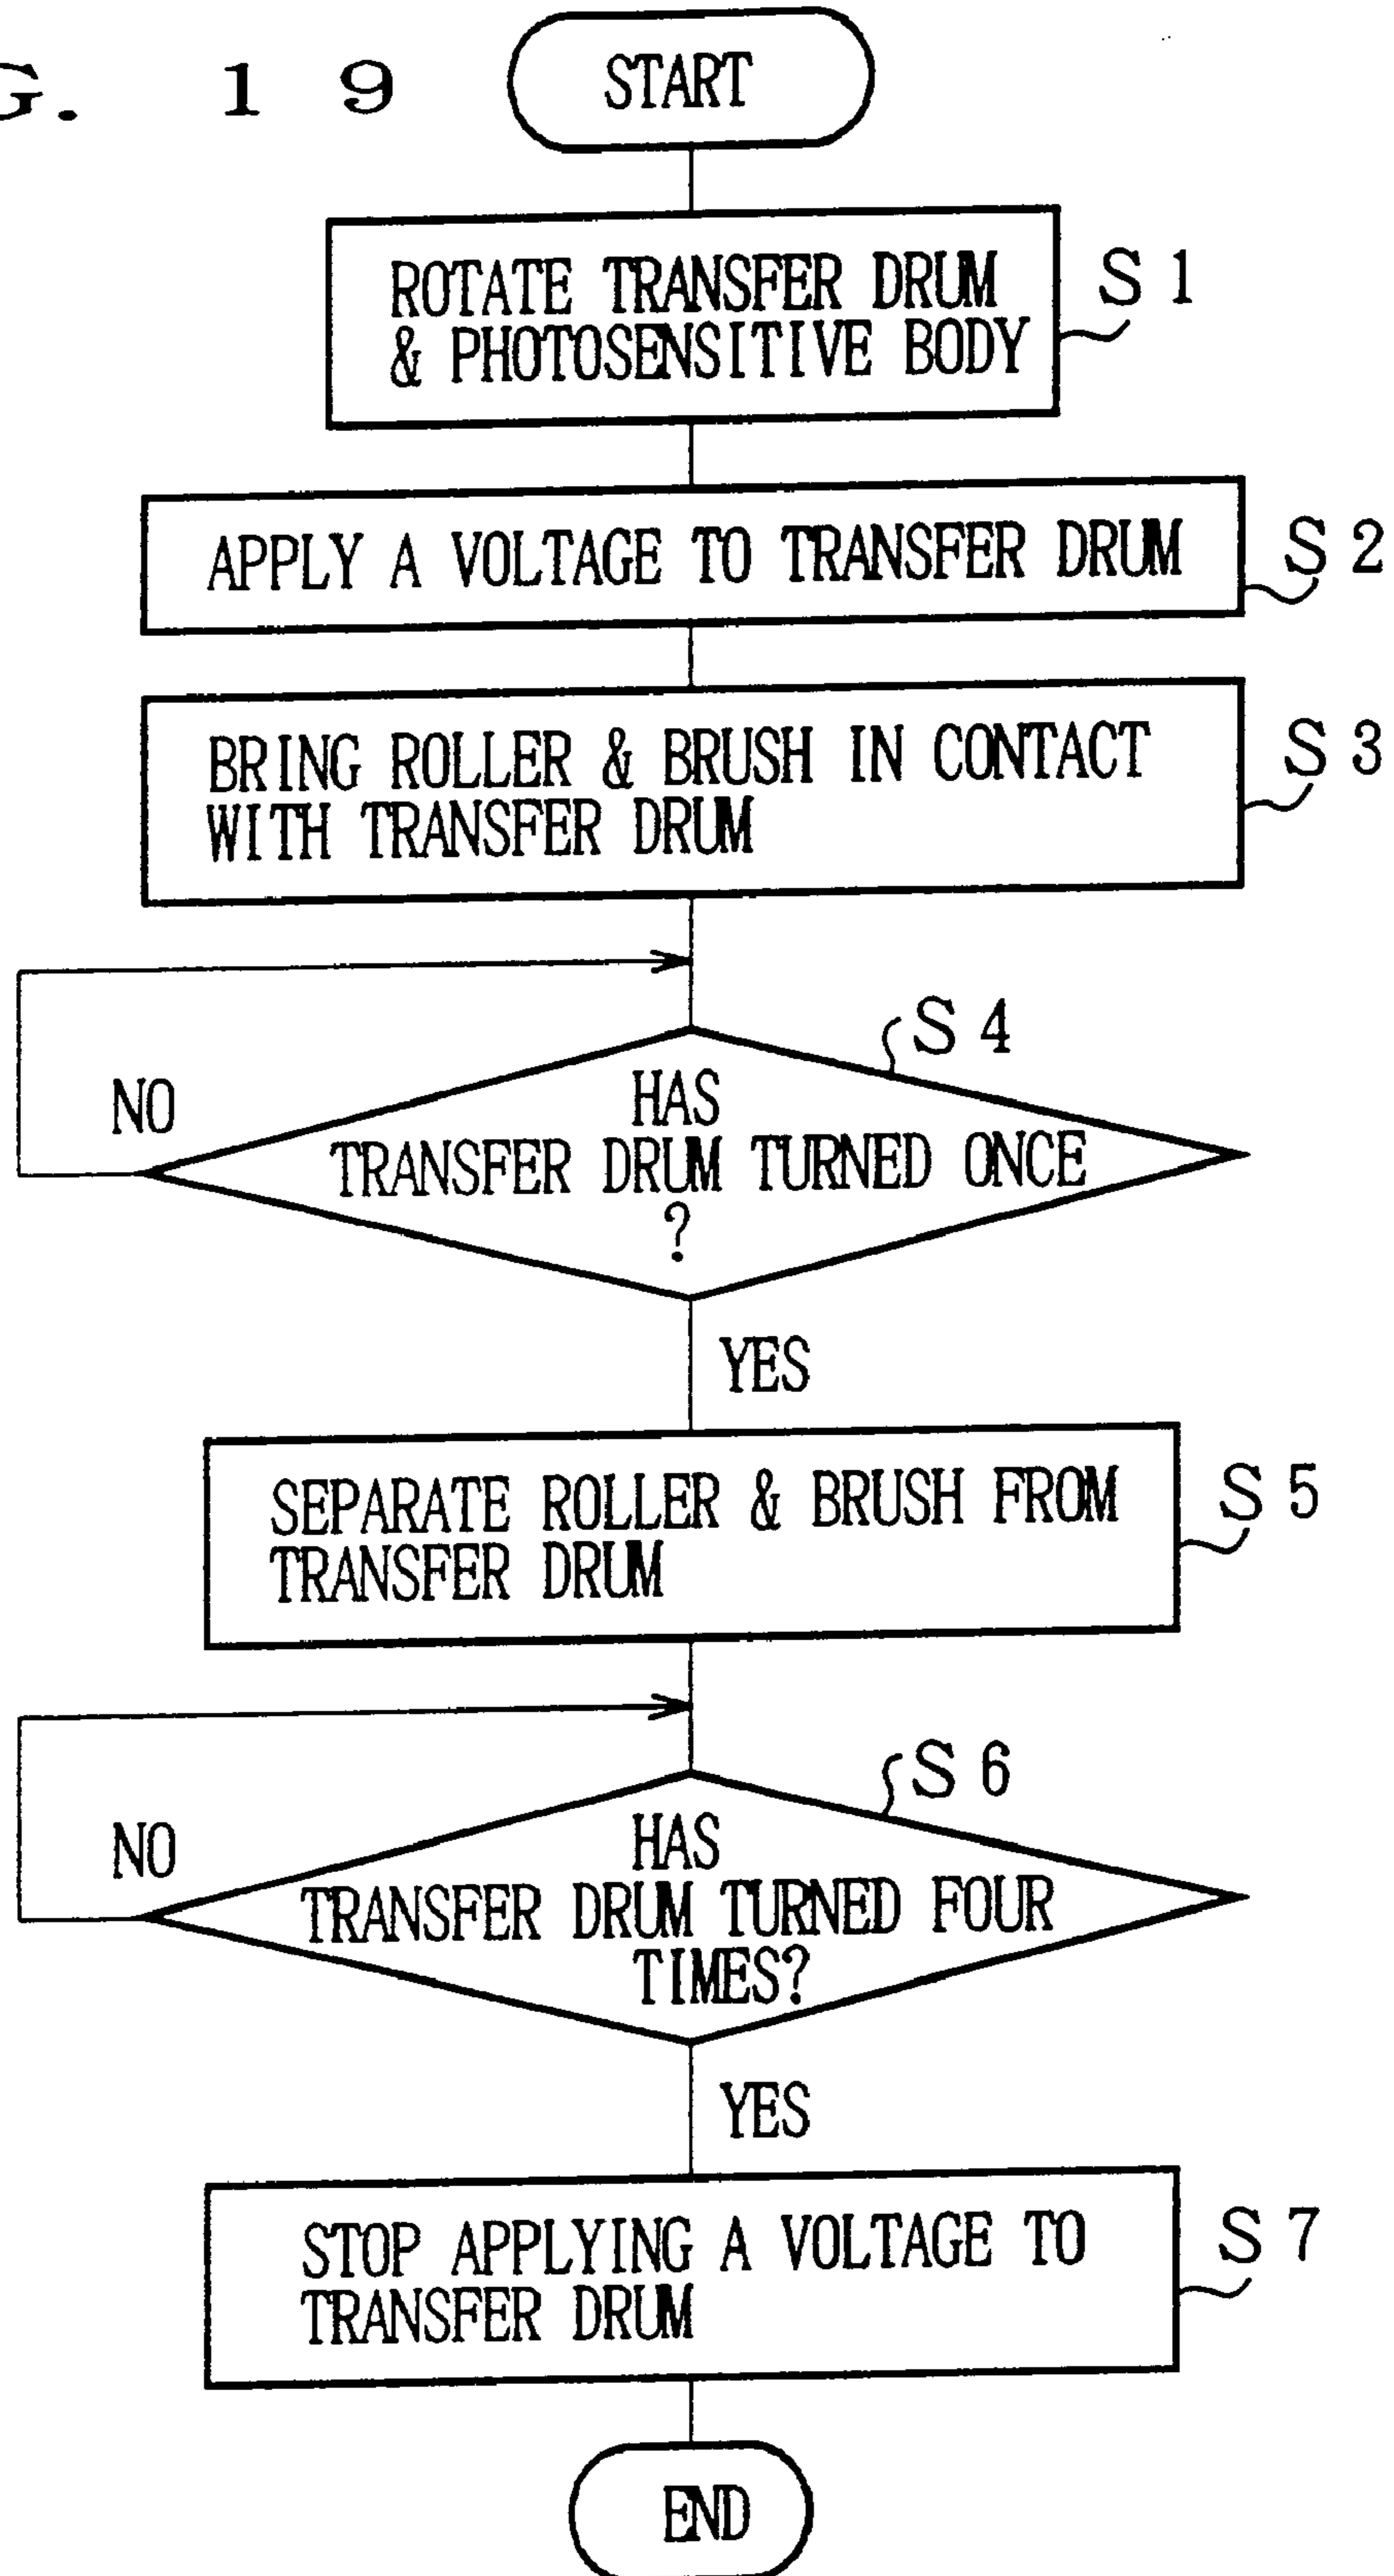 G. 19
START
ROTATE TRANSFER DRUM
& PHOTOSENSITIVE BODY
S1
APPLY A VOLTAGE TO TRANSFER DRUM
S2
BRING ROLLER & BRUSH IN CONTACT
WITH TRANSFER DRUM
S3
S4
HAS
TRANSFER DRUM TURNED ONCE
?
NO
YES
SEPARATE ROLLER & BRUSH FROM
TRANSFER DRUM
S5
S6
HAS
TRANSFER DRUM TURNED FOUR
TIMES?
NO
YES
STOP APPLYING A VOLTAGE TO
TRANSFER DRUM
S7
END